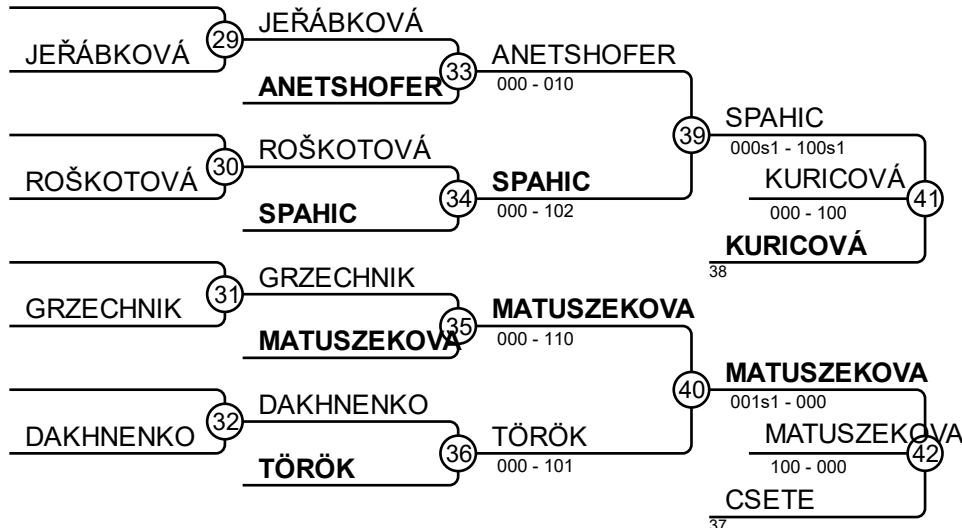 JEŘÁBKOVÁ
29
JEŘÁBKOVÁ
ANETSHOFER
33
ANETSHOFER
000 - 010
ROŠKOTOVÁ
30
ROŠKOTOVÁ
SPAHIC
34
SPAHIC
000 - 102
39
SPAHIC
000s1 - 100s1
KURICOVÁ
000 - 100
41
KURICOVÁ
38
GRZECHNIK
31
GRZECHNIK
MATUSZEKOVA
35
MATUSZEKOVA
000 - 110
DAKHNENKO
32
DAKHNENKO
TÖRÖK
36
TÖRÖK
000 - 101
40
MATUSZEKOVA
001s1 - 000
MATUSZEKOVA
100 - 000
42
CSETE
37